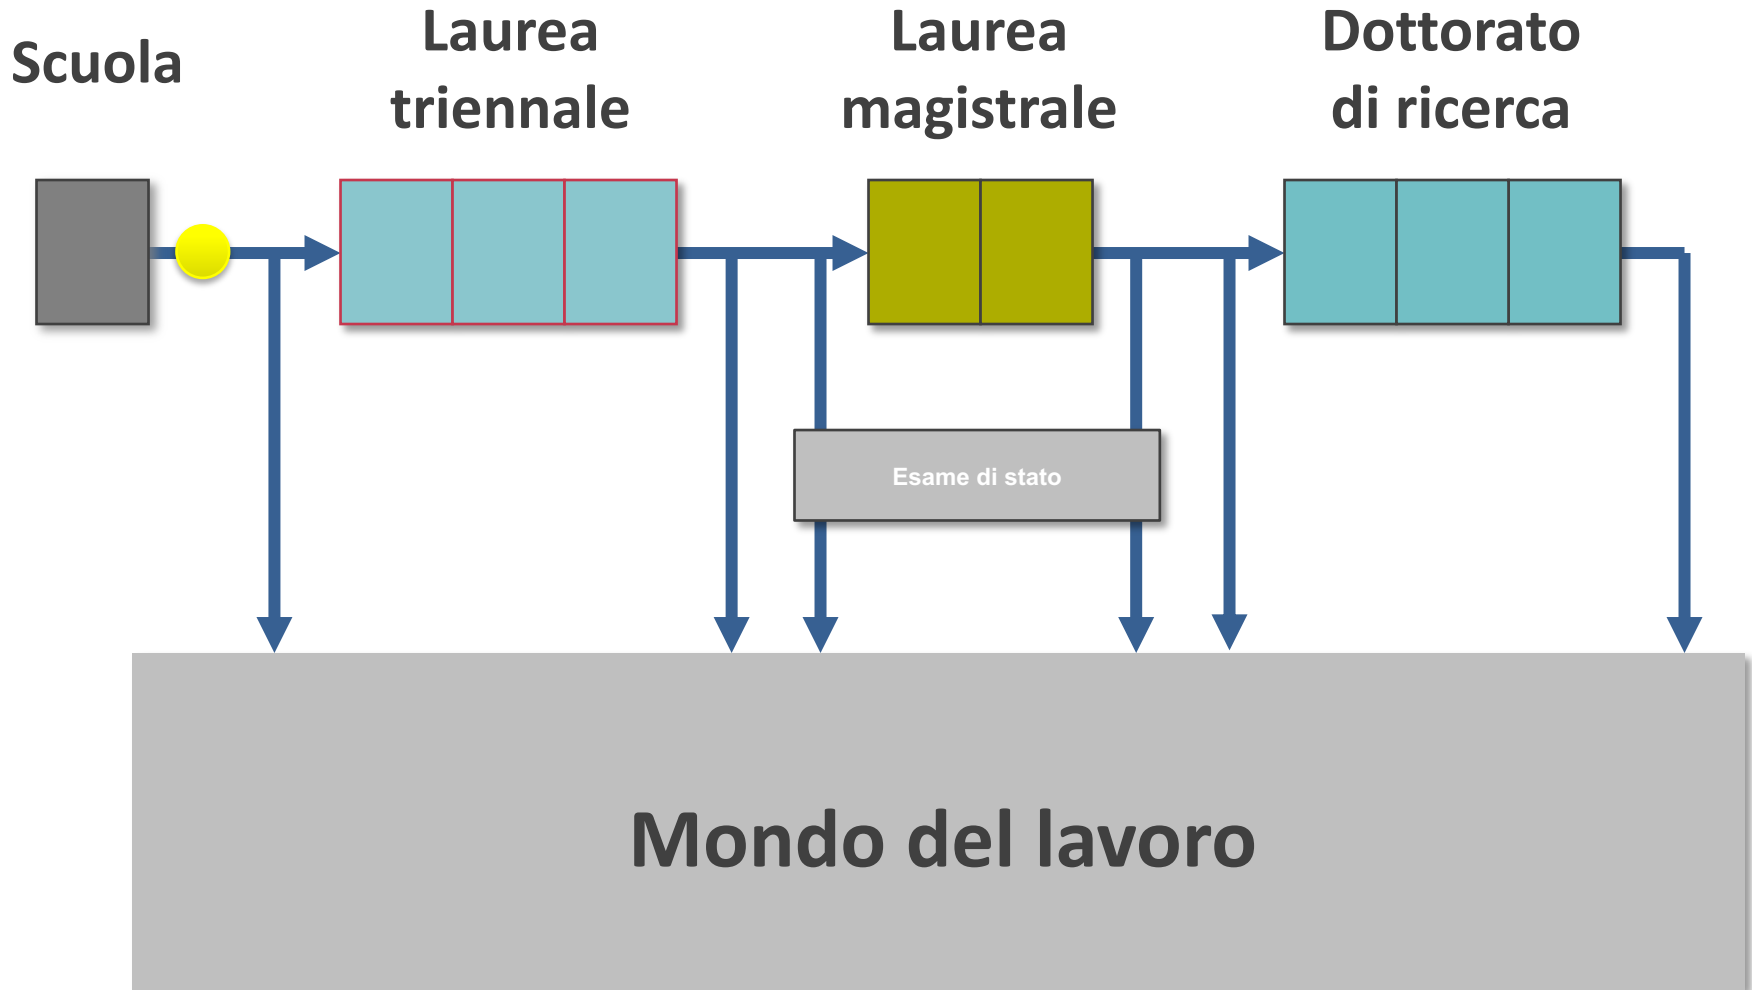 Scuola
Laurea
triennale
Laurea
magistrale
Dottorato
di ricerca
Esame di stato
Mondo del lavoro